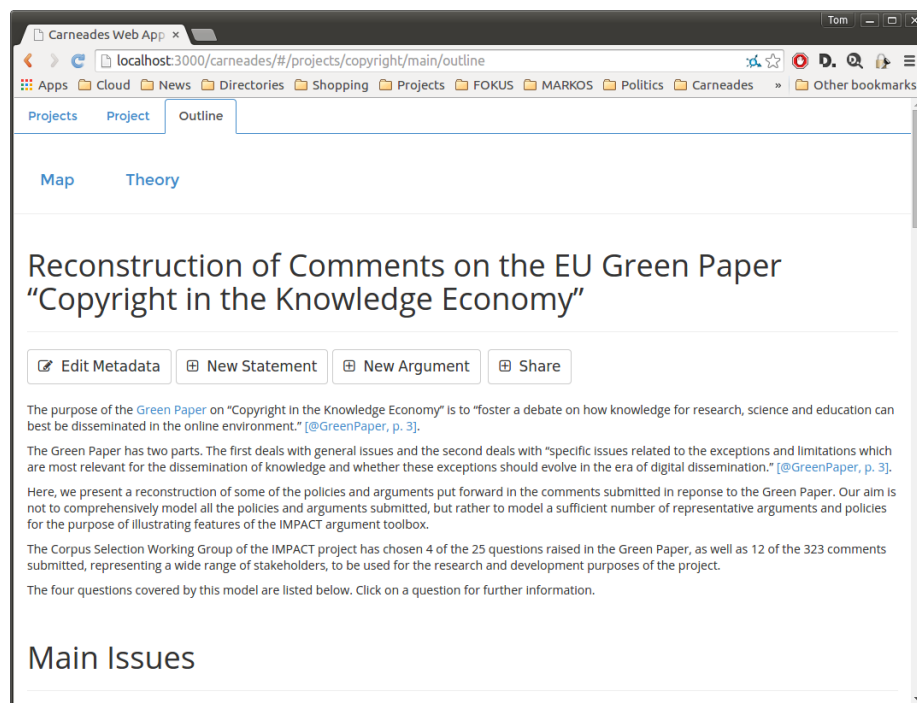 Tom
Carneades Web App ×
localhost:3000/carneades/#/projects/copyright/main/outline
Apps Cloud News Directories Shopping Projects FOKUS MARKOS Politics Carneades » Other bookmarks
Projects Project Outline
Map Theory
Reconstruction of Comments on the EU Green Paper
“Copyright in the Knowledge Economy”
Edit Metadata New Statement New Argument Share
The purpose of the Green Paper on “Copyright in the Knowledge Economy” is to “foster a debate on how knowledge for research, science and education can
best be disseminated in the online environment.” [@GreenPaper, p. 3].
The Green Paper has two parts. The first deals with general issues and the second deals with “specific issues related to the exceptions and limitations which
are most relevant for the dissemination of knowledge and whether these exceptions should evolve in the era of digital dissemination.” [@GreenPaper, p. 3].
Here, we present a reconstruction of some of the policies and arguments put forward in the comments submitted in reponse to the Green Paper. Our aim is
not to comprehensively model all the policies and arguments submitted, but rather to model a sufficient number of representative arguments and policies
for the purpose of illustrating features of the IMPACT argument toolbox.
The Corpus Selection Working Group of the IMPACT project has chosen 4 of the 25 questions raised in the Green Paper, as well as 12 of the 323 comments
submitted, representing a wide range of stakeholders, to be used for the research and development purposes of the project.
The four questions covered by this model are listed below. Click on a question for further information.
Main Issues